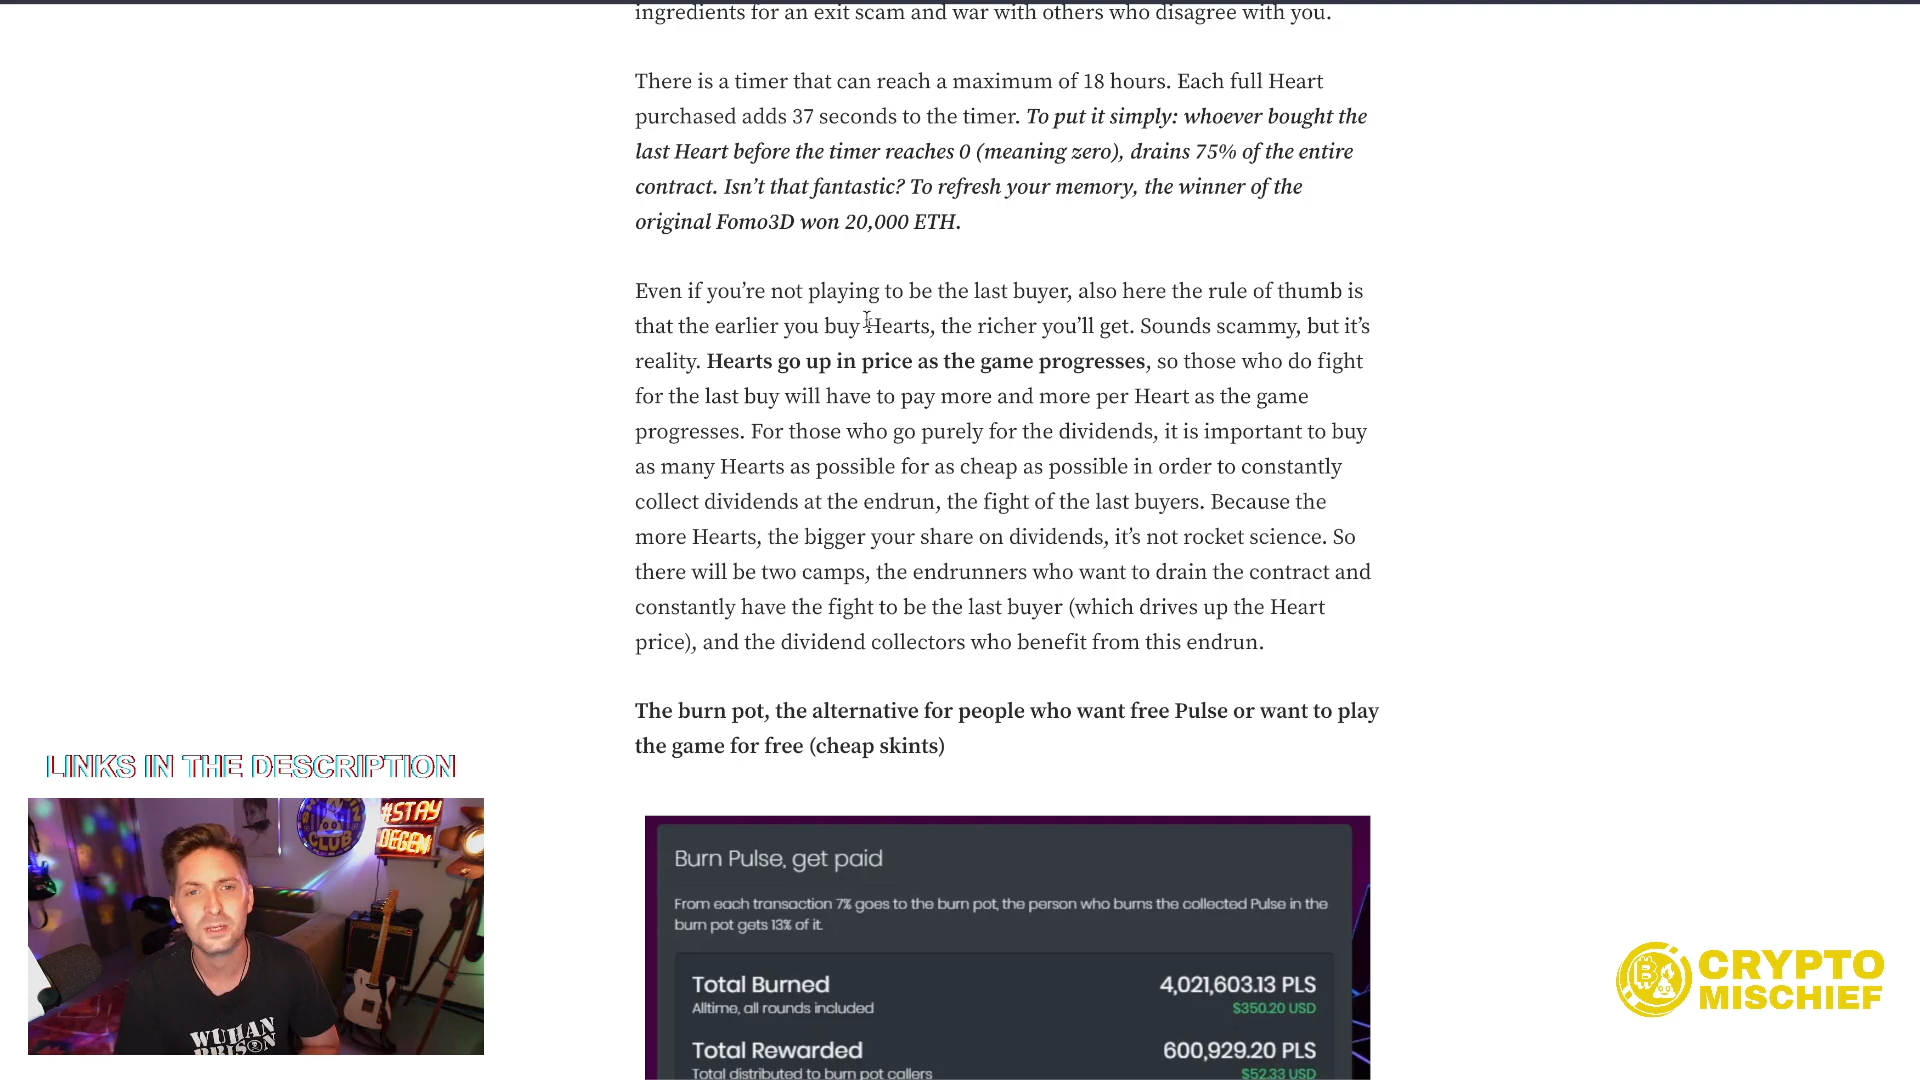 ingredients for an exit scam and war with others who disagree with you.
There is a timer that can reach a maximum of 18 hours. Each full Heart
purchased adds 37 seconds to the timer. To put it simply: whoever bought the
last Heart before the timer reaches 0 (meaning zero), drains 75% of the entire
contract. Isn’t that fantastic? To refresh your memory, the winner of the
original Fomo3D won 20,000 ETH.
Even if you’re not playing to be the last buyer, also here the rule of thumb is
that the earlier you buy Hearts, the richer you’ll get. Sounds scammy, but it’s
reality. Hearts go up in price as the game progresses, so those who do fight
for the last buy will have to pay more and more per Heart as the game
progresses. For those who go purely for the dividends, it is important to buy
as many Hearts as possible for as cheap as possible in order to constantly
collect dividends at the endrun, the fight of the last buyers. Because the
more Hearts, the bigger your share on dividends, it’s not rocket science. So
there will be two camps, the endrunners who want to drain the contract and
constantly have the fight to be the last buyer (which drives up the Heart
price), and the dividend collectors who benefit from this endrun.
The burn pot, the alternative for people who want free Pulse or want to play
the game for free (cheap skints)
Burn Pulse, get paid
From each transaction 7% goes to the burn pot, the person who burns the collected Pulse in the
burn pot gets 13% of it.
Total Burned
4,021,603.13 PLS
Alltime, all rounds included
$350.20 USD
Total Rewarded
600,929.20 PLS
Total distributed to burn pot callers
$52.33 USD
LINKS IN THE DESCRIPTION
#STAY
DEGEN
CLUB
WUHAN
PRISON
CRYPTO
MISCHIEF